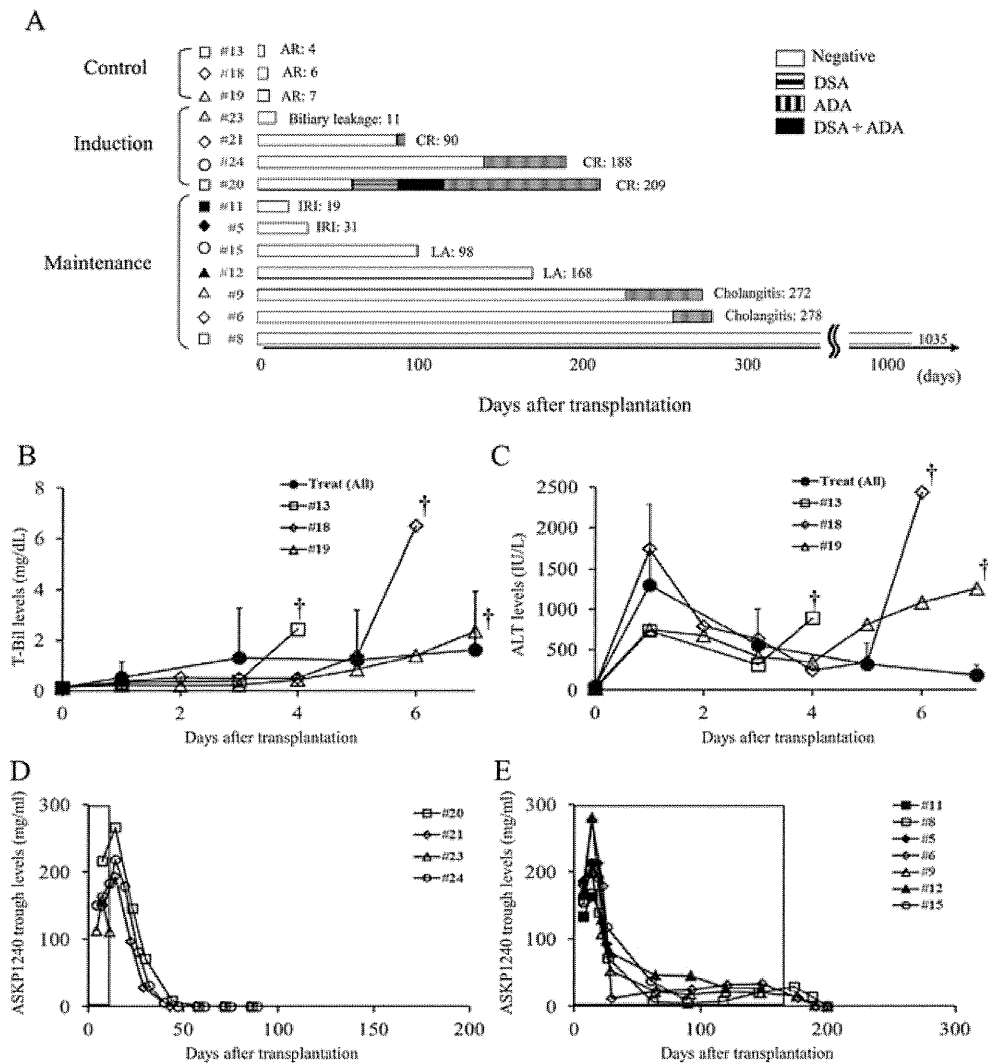 A
Control
□ #13 AR: 4
◇ #18 AR: 6
△ #19 AR: 7
Induction
△ #23 Biliary leakage: 11
◇ #21 CR: 90
○ #24 CR: 188
□ #20 CR: 209
Maintenance
■ #11 IRI: 19
◆ #5 IRI: 31
○ #15 LA: 98
▲ #12 LA: 168
△ #9 Cholangitis: 272
◇ #6 Cholangitis: 278
□ #8 1035
Negative
DSA
ADA
DSA + ADA
0 100 200 300 1000
(days)
Days after transplantation
B
T-Bil levels (mg/dL)
8
6
4
2
0
0 2 4 6
Days after transplantation
Treat (All)
#13
#18
#19
† † †
C
ALT levels (IU/L)
2500
2000
1500
1000
500
0
0 2 4 6
Days after transplantation
Treat (All)
#13
#18
#19
† † †
D
ASKP1240 trough levels (mg/ml)
300
200
100
0
0 50 100 150 200
Days after transplantation
#20
#21
#23
#24
E
ASKP1240 trough levels (mg/ml)
300
200
100
0
0 100 200 300
Days after transplantation
#11
#8
#5
#6
#9
#12
#15